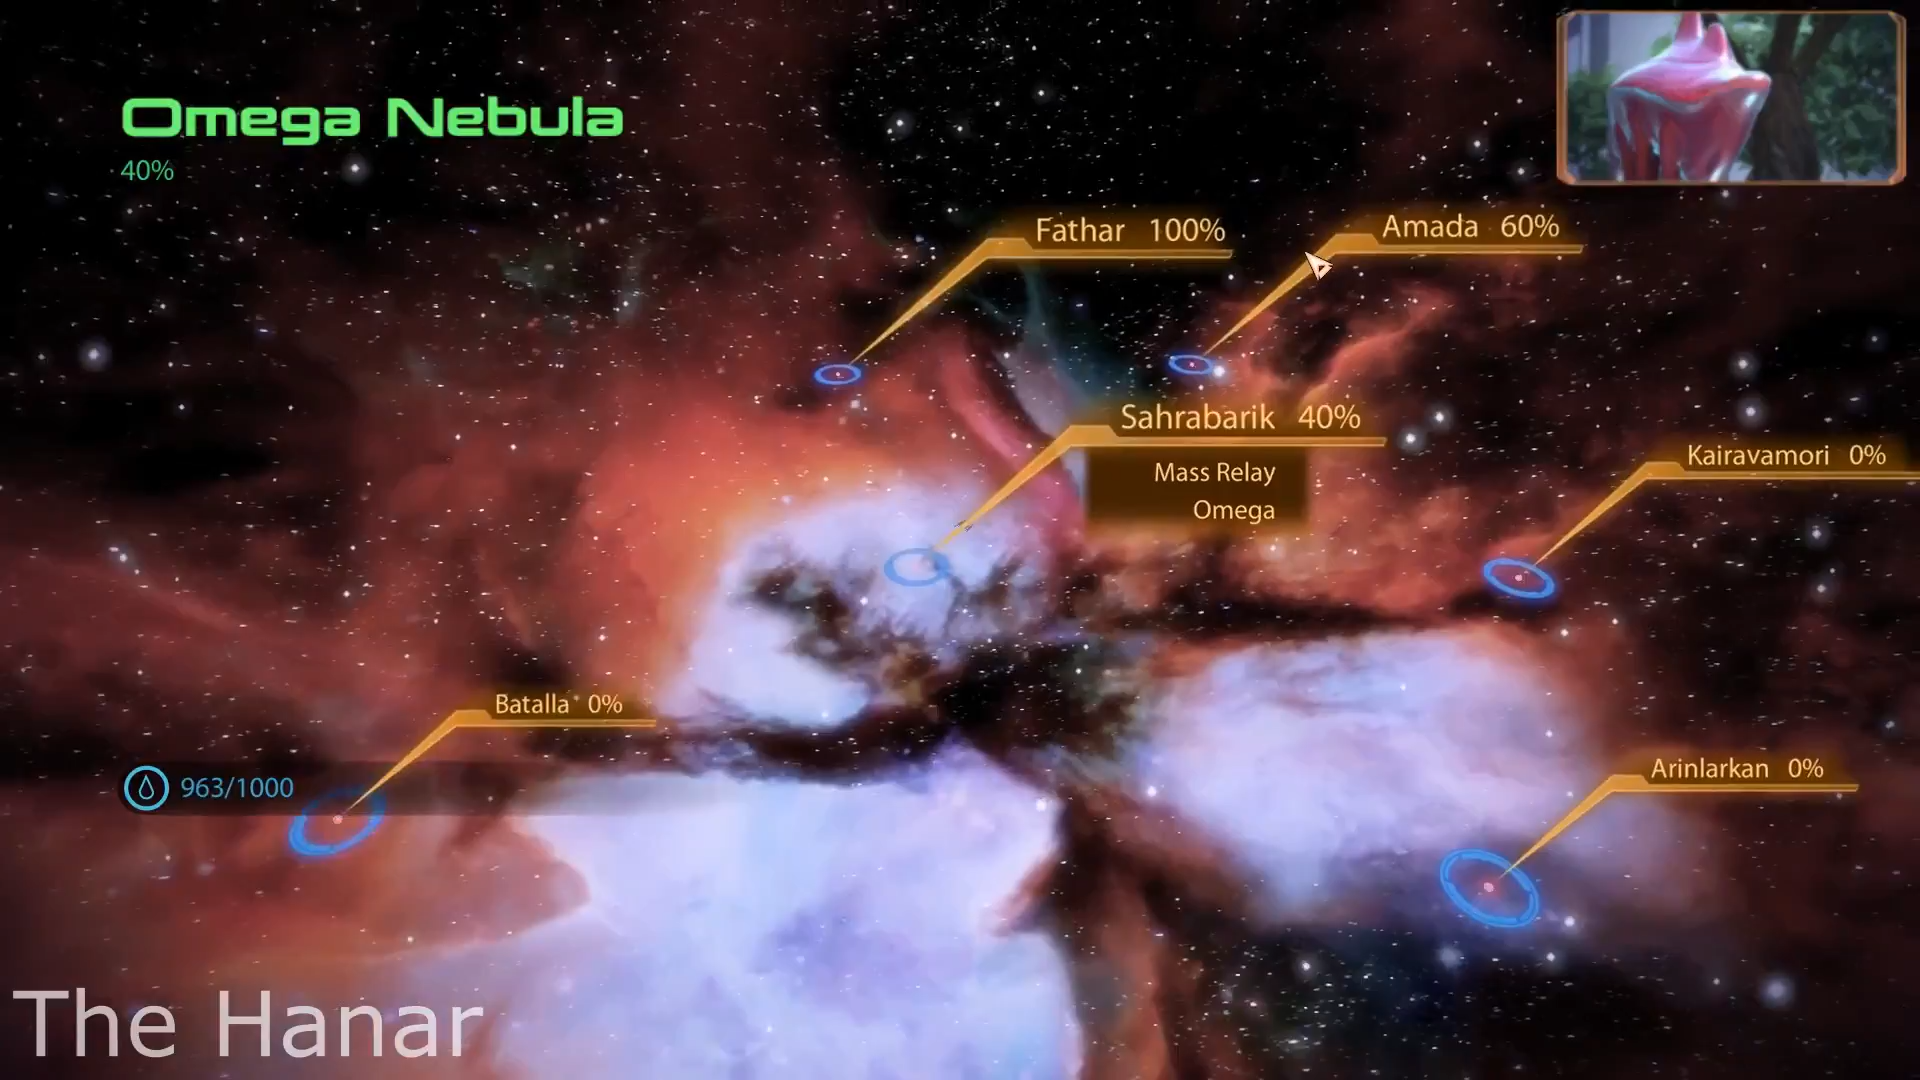 Omega Nebula
40%
Fathar 100%
Amada 60%
Sahrabarik 40%
Mass Relay
Omega
Kairavamori 0%
Batalla 0%
963/1000
Arinlarkan 0%
The Hanar